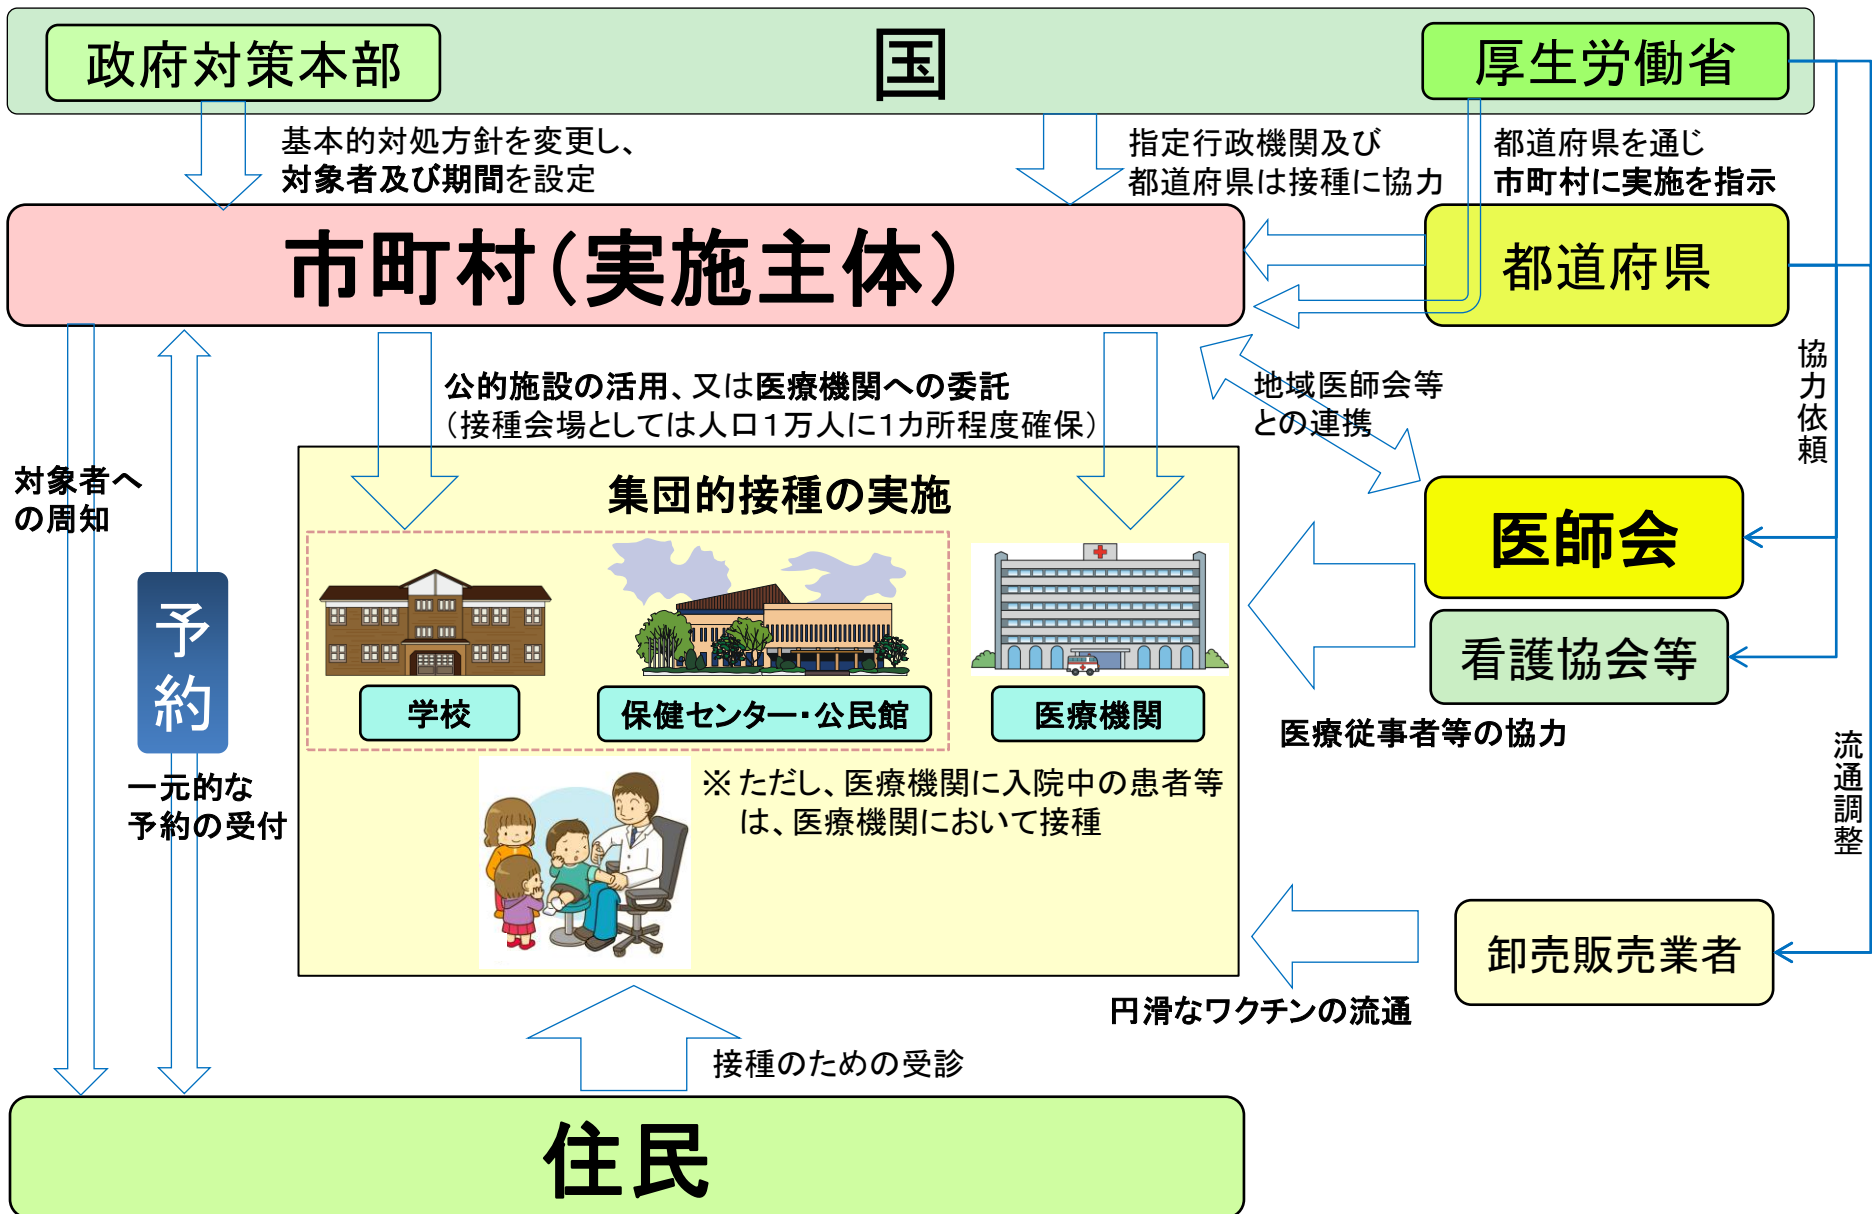 政府対策本部
国
厚生労働省
基本的対処方針を変更し、
対象者及び期間を設定
指定行政機関及び
都道府県は接種に協力
都道府県を通じ
市町村に実施を指示
市町村（実施主体）
都道府県
公的施設の活用、又は医療機関への委託
（接種会場としては人口１万人に１カ所程度確保）
地域医師会等
との連携
協力依頼
対象者へ
の周知
集団的接種の実施
医師会
予約
学校
保健センター・公民館
医療機関
看護協会等
医療従事者等の協力
流通調整
一元的な
予約の受付
※ ただし、医療機関に入院中の患者等
は、医療機関において接種
卸売販売業者
円滑なワクチンの流通
接種のための受診
住民